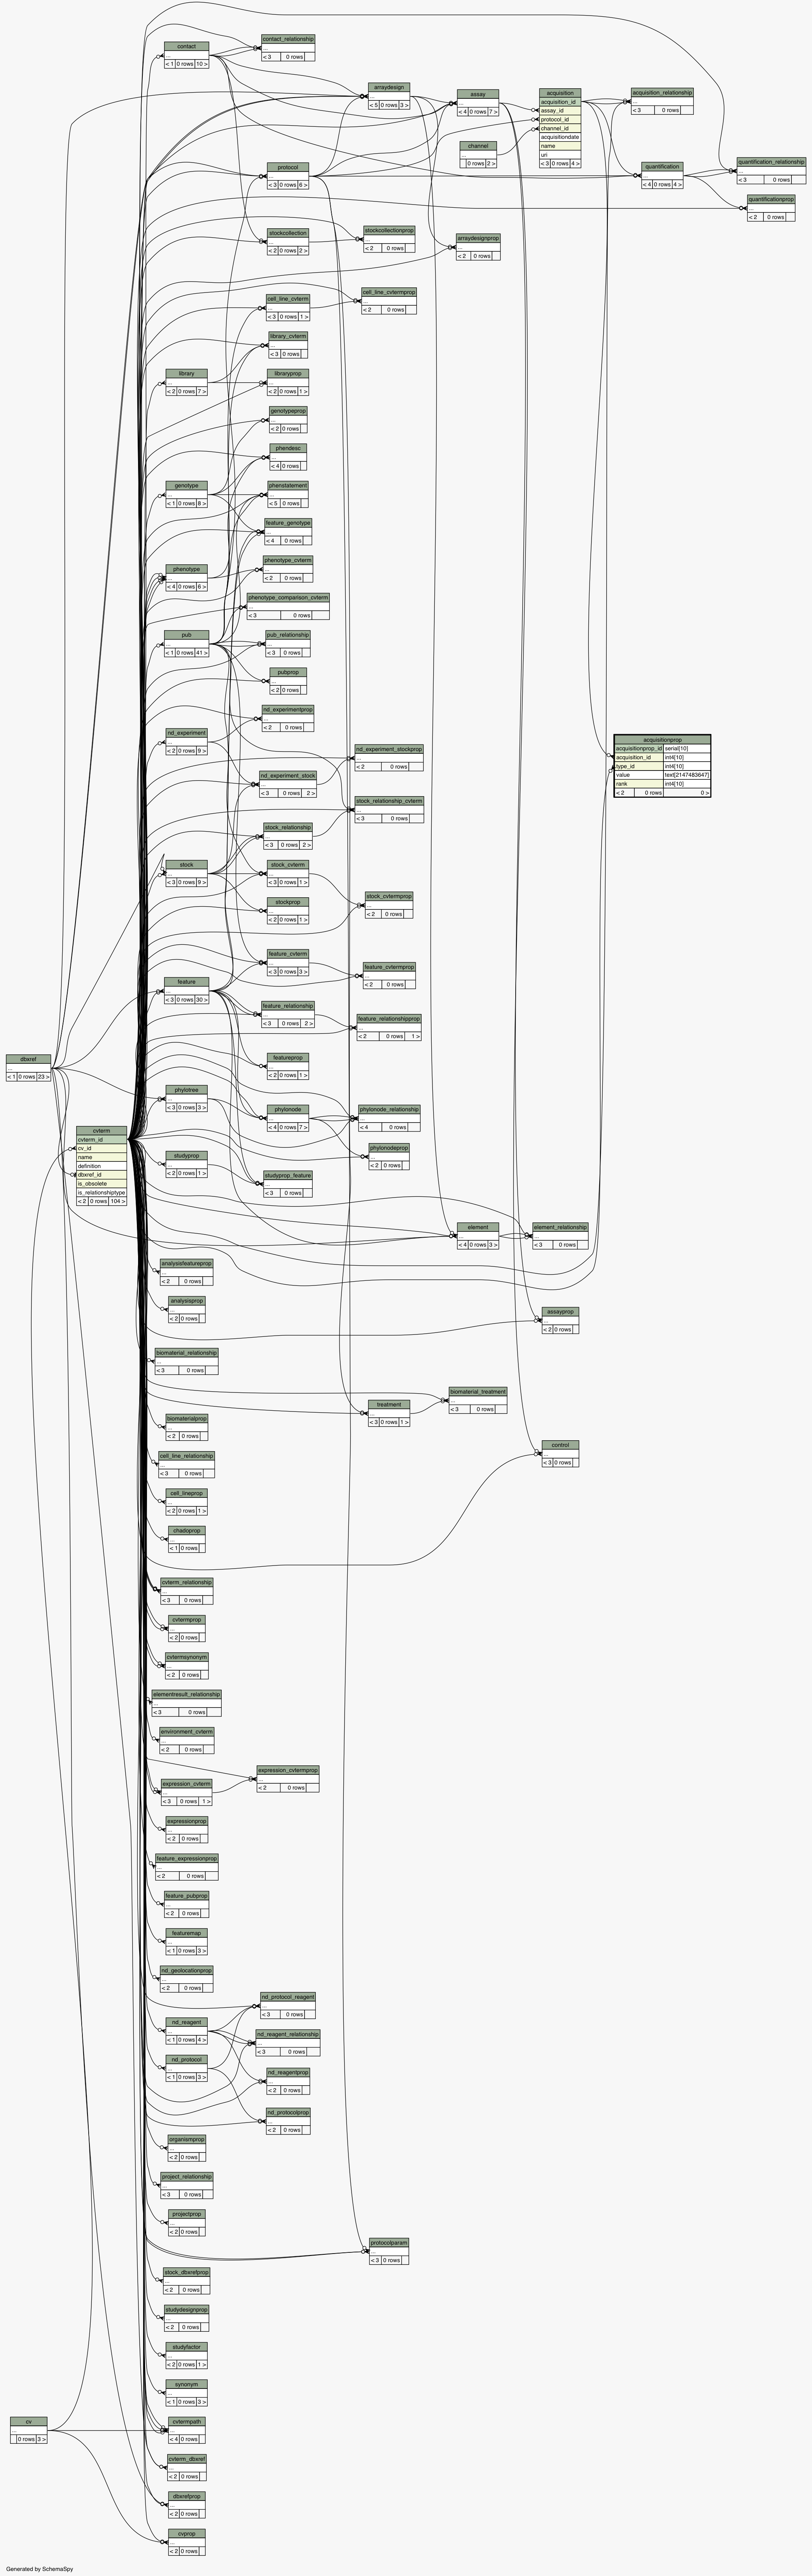 contact
...
< 1 0 rows 10 >
contact_relationship
...
< 3 0 rows
arraydesign
...
< 5 0 rows 3 >
assay
...
< 4 0 rows 7 >
acquisition
acquisition_id
assay_id
protocol_id
channel_id
acquisitiondate
name
uri
< 3 0 rows 4 >
acquisition_relationship
...
< 3 0 rows
channel
...
0 rows 2 >
protocol
...
< 3 0 rows 6 >
quantification
...
< 4 0 rows 4 >
quantification_relationship
...
< 3 0 rows
quantificationprop
...
< 2 0 rows
stockcollection
...
< 2 0 rows 2 >
stockcollectionprop
...
< 2 0 rows
arraydesignprop
...
< 2 0 rows
cell_line_cvterm
...
< 3 0 rows 1 >
cell_line_cvtermprop
...
< 2 0 rows
library_cvterm
...
< 3 0 rows
library
...
< 2 0 rows 7 >
libraryprop
...
< 2 0 rows 1 >
genotypeprop
...
< 2 0 rows
phendesc
...
< 4 0 rows
genotype
...
< 1 0 rows 8 >
phenstatement
...
< 5 0 rows
feature_genotype
...
< 4 0 rows
phenotype
...
< 4 0 rows 6 >
phenotype_cvterm
...
< 2 0 rows
phenotype_comparison_cvterm
...
< 3 0 rows
pub
...
< 1 0 rows 41 >
pub_relationship
...
< 3 0 rows
pubprop
...
< 2 0 rows
nd_experimentprop
...
< 2 0 rows
nd_experiment
...
< 2 0 rows 9 >
nd_experiment_stockprop
...
< 2 0 rows
nd_experiment_stock
...
< 3 0 rows 2 >
acquisitionprop
acquisitionprop_id serial[10]
acquisition_id int4[10]
type_id int4[10]
value text[2147483647]
rank int4[10]
< 2 0 rows 0 >
stock_relationship_cvterm
...
< 3 0 rows
stock_relationship
...
< 3 0 rows 2 >
stock
...
< 3 0 rows 9 >
stock_cvterm
...
< 3 0 rows 1 >
stockprop
...
< 2 0 rows 1 >
stock_cvtermprop
...
< 2 0 rows
feature_cvterm
...
< 3 0 rows 3 >
feature_cvtermprop
...
< 2 0 rows
feature
...
< 3 0 rows 30 >
feature_relationship
...
< 3 0 rows 2 >
feature_relationshipprop
...
< 2 0 rows 1 >
dbxref
...
< 1 0 rows 23 >
featureprop
...
< 2 0 rows 1 >
phylotree
...
< 3 0 rows 3 >
phylonode
...
< 4 0 rows 7 >
phylonode_relationship
...
< 4 0 rows
cvterm
cvterm_id
cv_id
name
definition
dbxref_id
is_obsolete
is_relationshiptype
< 2 0 rows 104 >
phylonodeprop
...
< 2 0 rows
studyprop
...
< 2 0 rows 1 >
studyprop_feature
...
< 3 0 rows
element
...
< 4 0 rows 3 >
element_relationship
...
< 3 0 rows
analysisfeatureprop
...
< 2 0 rows
analysisprop
...
< 2 0 rows
assayprop
...
< 2 0 rows
biomaterial_relationship
...
< 3 0 rows
treatment
...
< 3 0 rows 1 >
biomaterial_treatment
...
< 3 0 rows
biomaterialprop
...
< 2 0 rows
control
...
< 3 0 rows
cell_line_relationship
...
< 3 0 rows
cell_lineprop
...
< 2 0 rows 1 >
chadoprop
...
< 1 0 rows
cvterm_relationship
...
< 3 0 rows
cvtermprop
...
< 2 0 rows
cvtermsynonym
...
< 2 0 rows
elementresult_relationship
...
< 3 0 rows
environment_cvterm
...
< 2 0 rows
expression_cvtermprop
...
< 2 0 rows
expression_cvterm
...
< 3 0 rows 1 >
expressionprop
...
< 2 0 rows
feature_expressionprop
...
< 2 0 rows
feature_pubprop
...
< 2 0 rows
featuremap
...
< 1 0 rows 3 >
nd_geolocationprop
...
< 2 0 rows
nd_protocol_reagent
...
< 3 0 rows
nd_reagent
...
< 1 0 rows 4 >
nd_reagent_relationship
...
< 3 0 rows
nd_protocol
...
< 1 0 rows 3 >
nd_reagentprop
...
< 2 0 rows
nd_protocolprop
...
< 2 0 rows
organismprop
...
< 2 0 rows
project_relationship
...
< 3 0 rows
projectprop
...
< 2 0 rows
protocolparam
...
< 3 0 rows
stock_dbxrefprop
...
< 2 0 rows
studydesignprop
...
< 2 0 rows
studyfactor
...
< 2 0 rows 1 >
synonym
...
< 1 0 rows 3 >
cv
...
0 rows 3 >
cvtermpath
...
< 4 0 rows
cvterm_dbxref
...
< 2 0 rows
dbxrefprop
...
< 2 0 rows
cvprop
...
< 2 0 rows
Generated by SchemaSpy